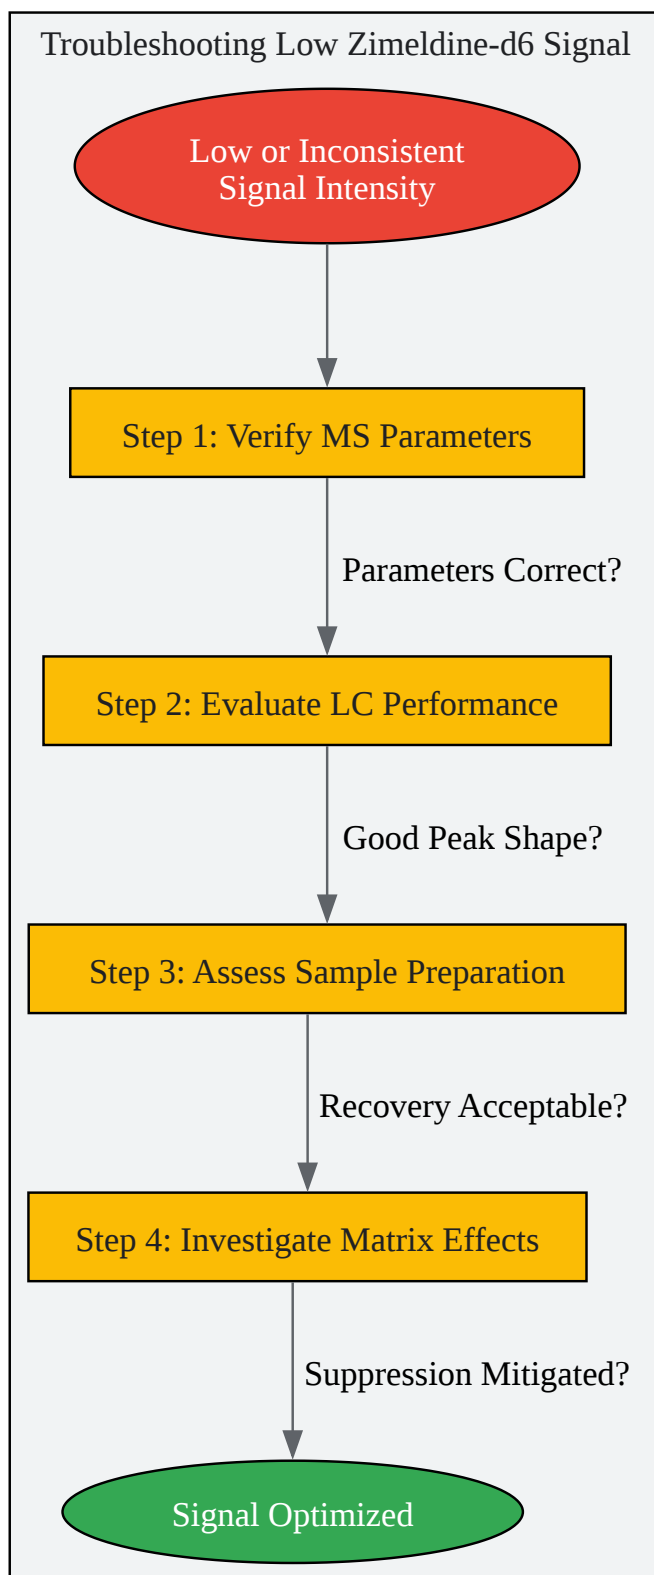 Troubleshooting Low Zimeldine-d6 Signal
Low or Inconsistent
Signal Intensity
Step 1: Verify MS Parameters
Parameters Correct?
Step 2: Evaluate LC Performance
Good Peak Shape?
Step 3: Assess Sample Preparation
Recovery Acceptable?
Step 4: Investigate Matrix Effects
Suppression Mitigated?
Signal Optimized